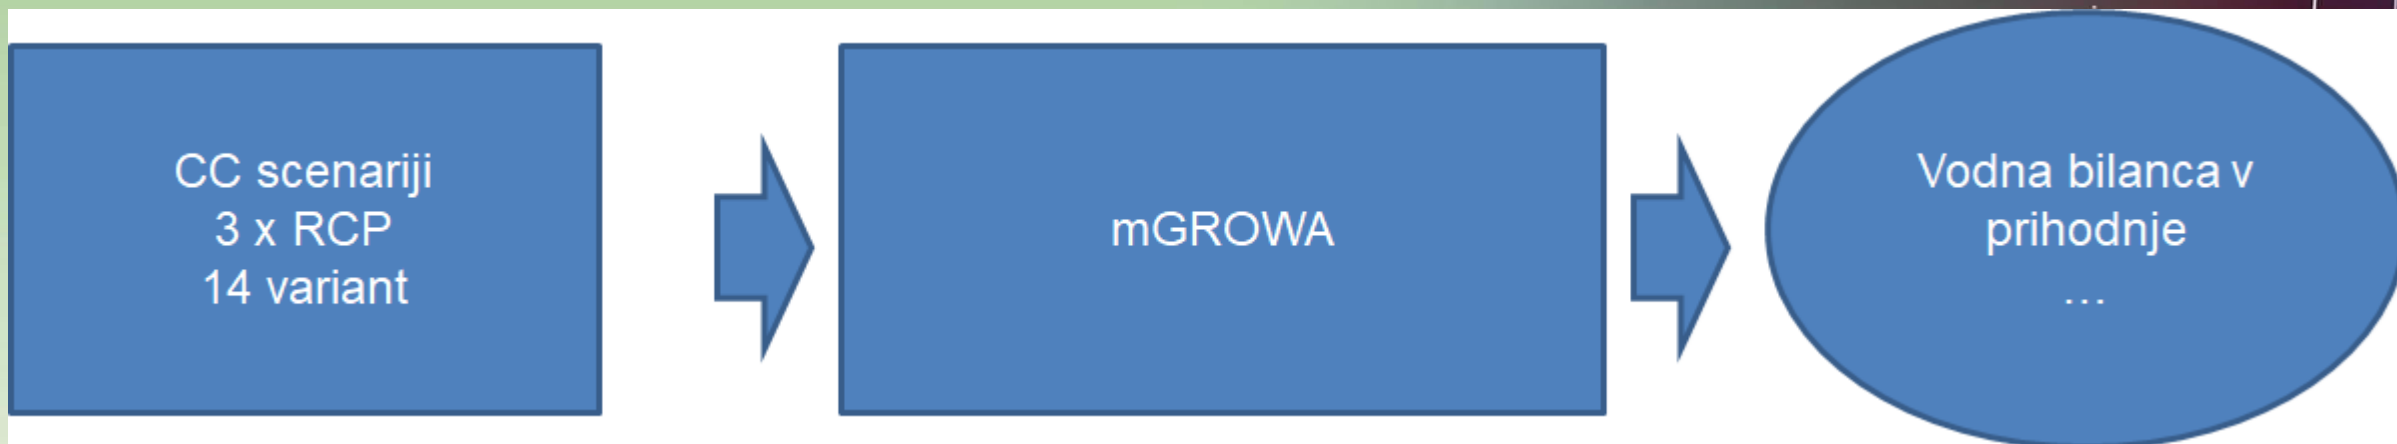 CC scenariji
3 x RCP
14 variant
mGROWA
Vodna bilanca v
prihodnje
...